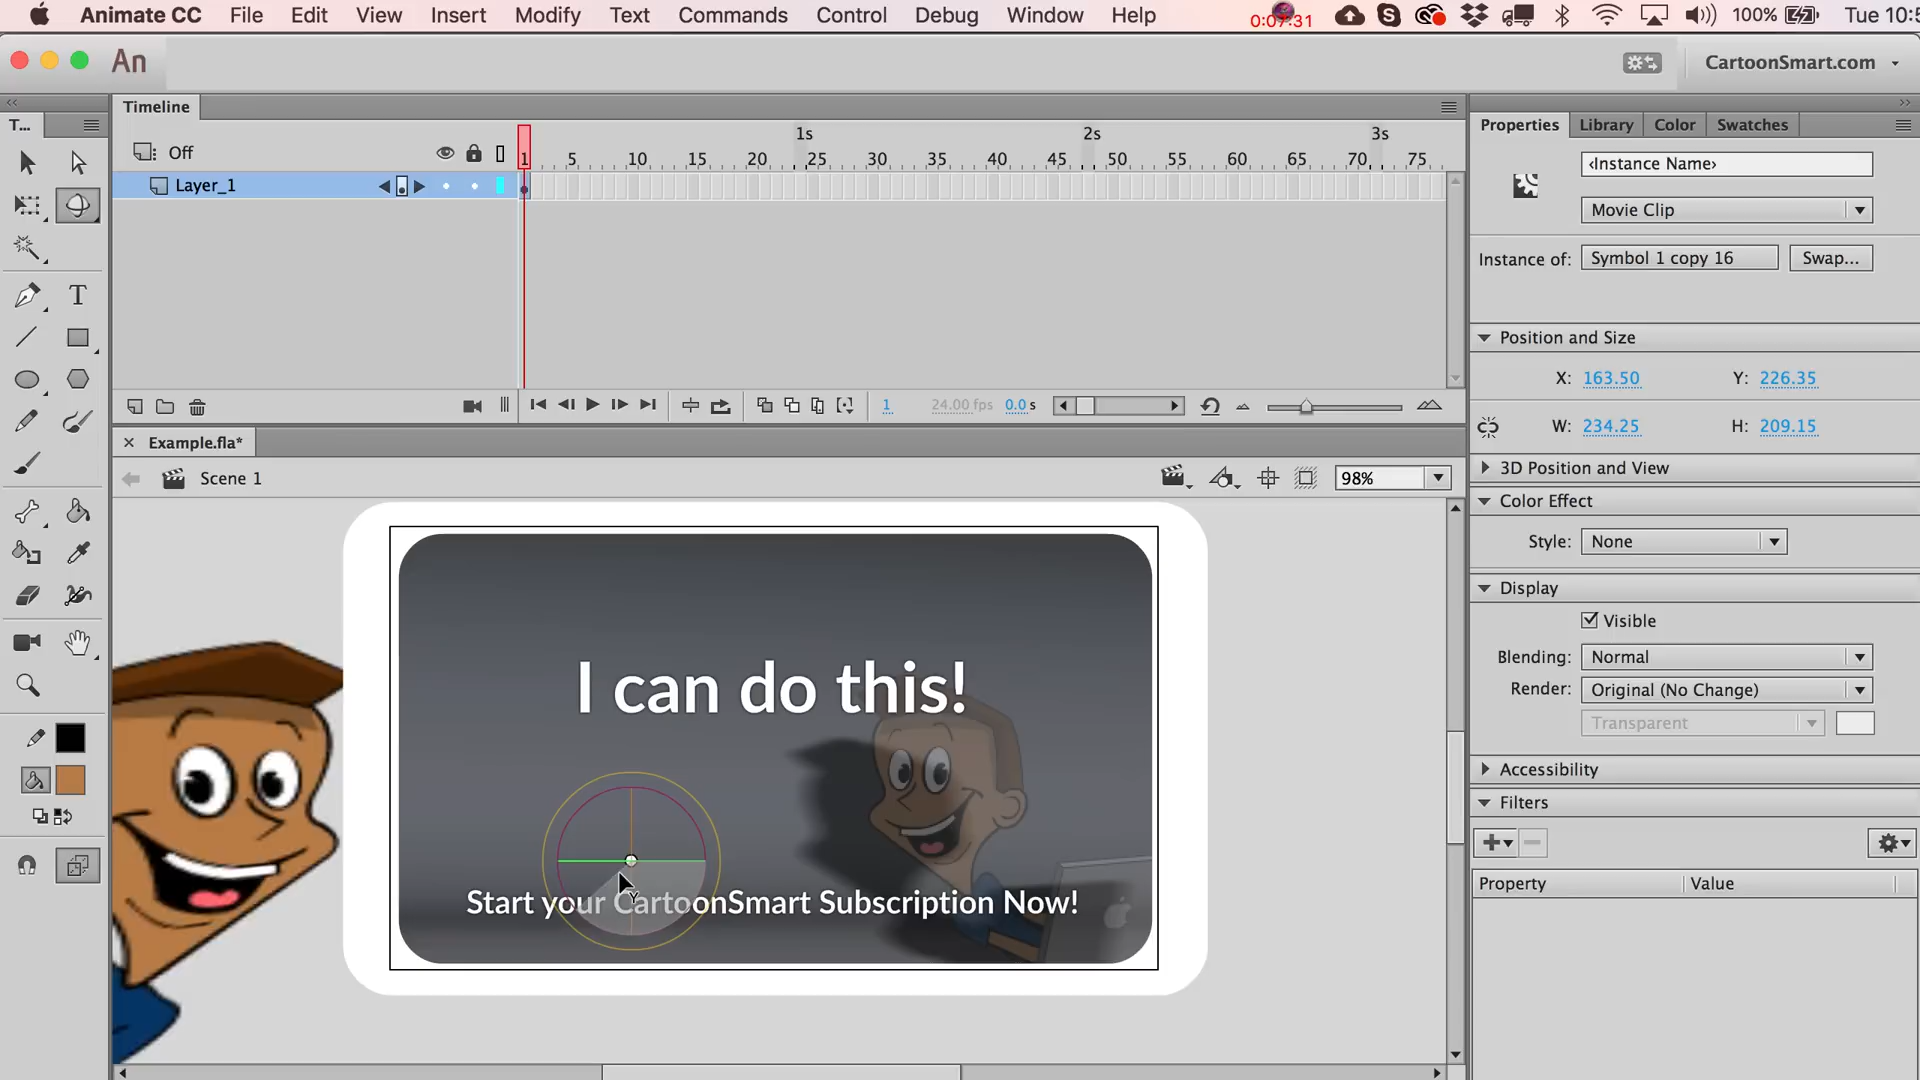 Animate CC File Edit View Insert Modify Text Commands Control Debug Window Help 0:07:31 100% Tue 10:5
An CartoonSmart.com
Timeline
T... Properties Library Color Swatches
1s 2s 3s
Off 1 5 10 15 20 25 30 35 40 45 50 55 60 65 70 75
<Instance Name>
Layer_1
Movie Clip
Instance of: Symbol 1 copy 16 Swap...
Position and Size
X: 163.50 Y: 226.35
1 24.00 fps 0.0 s
W: 234.25 H: 209.15
Example.fla*
3D Position and View
Scene 1 98%
Color Effect
Style: None
Display
Visible
Blending: Normal
Render: Original (No Change)
Transparent
I can do this!
Accessibility
Filters
Property Value
Y
Start your CartoonSmart Subscription Now!